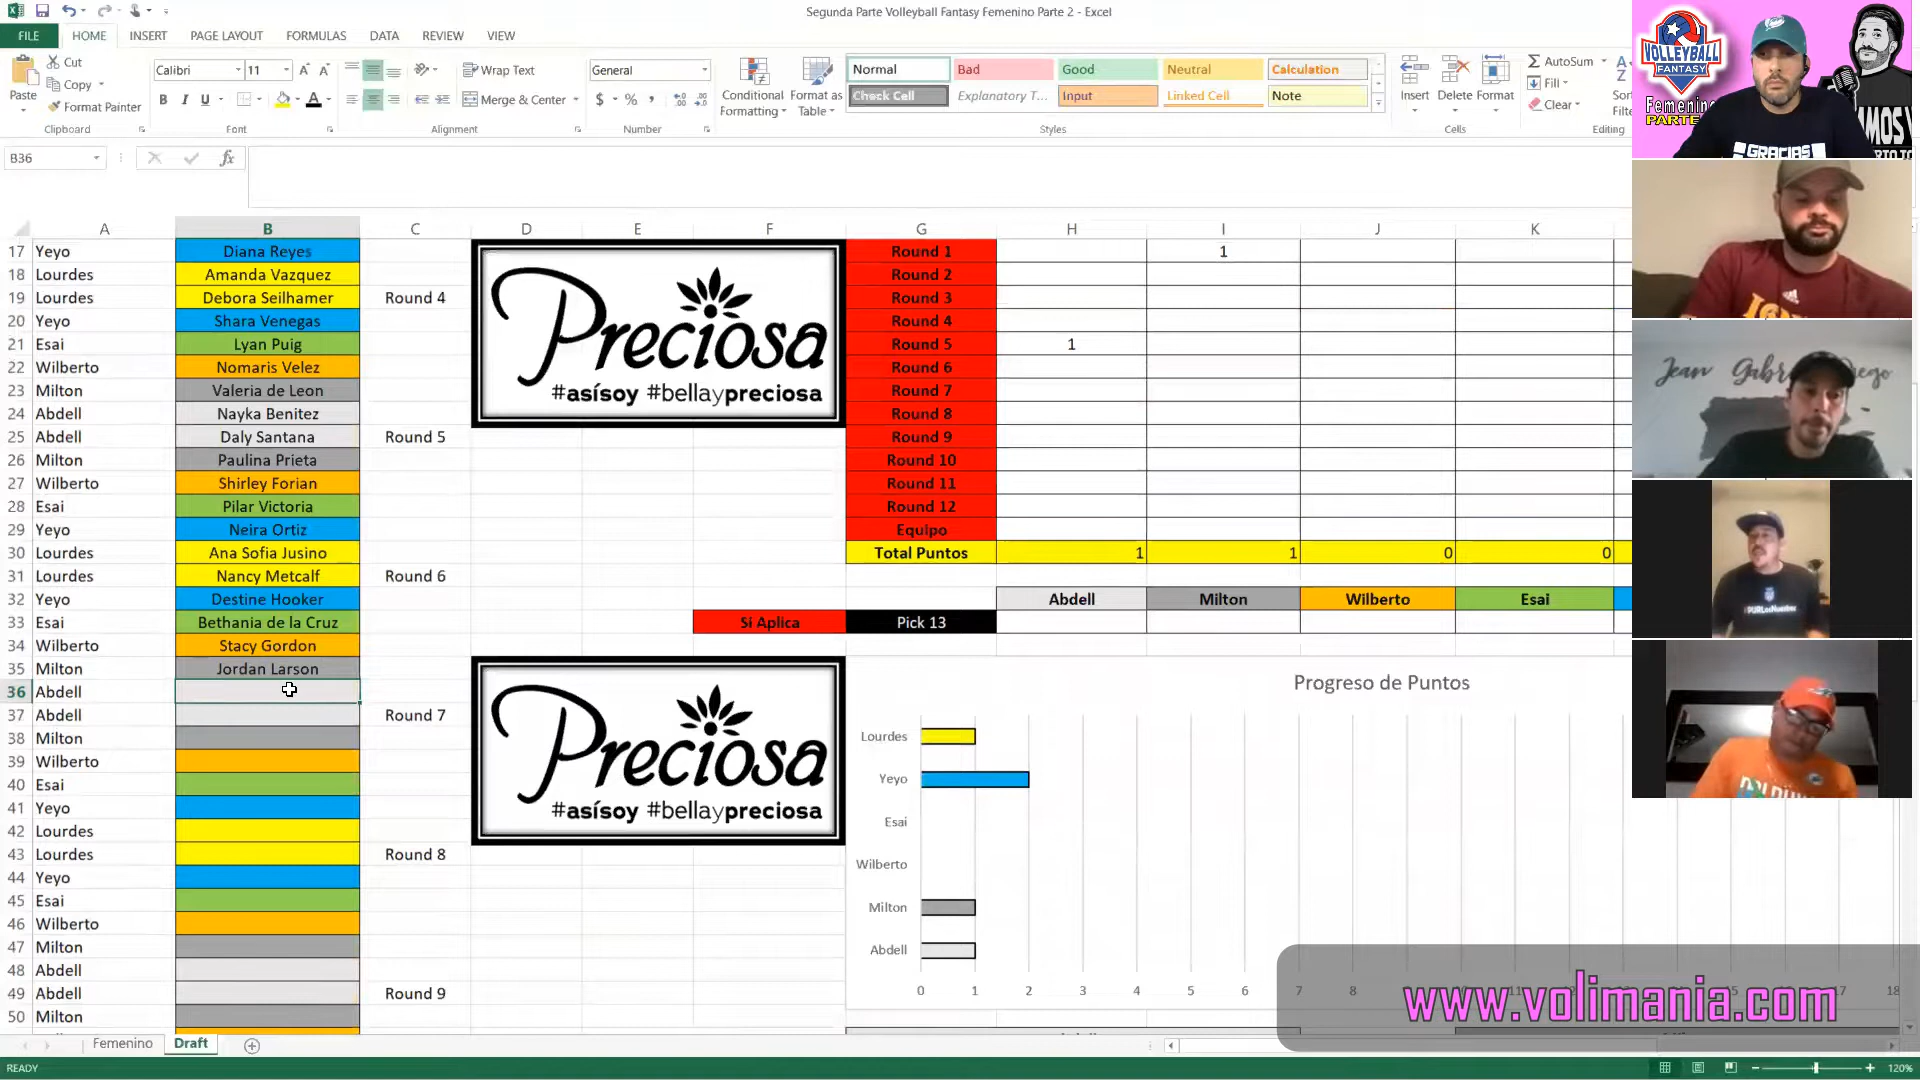 Segunda Parte Volleyball Fantasy Femenino Parte 2 - Excel
FILE HOME INSERT PAGE LAYOUT FORMULAS DATA REVIEW VIEW
Paste
Cut
Copy
Format Painter
Clipboard
Calibri 11
B I U
Font
Wrap Text
Merge & Center
Alignment
General
$ %
Number
Conditional Formatting
Format as Table
Normal Bad Good Neutral Calculation
Check Cell Explanatory T... Input Linked Cell Note
Styles
Insert Delete Format
Cells
AutoSum
Fill
Clear
Editing
VOLLEYBALL
FANTASY
Femenino
GRACIAS
B36
fx
A B C D E F G H I J K
17 Yeyo Diana Reyes Round 1 1
18 Lourdes Amanda Vazquez Round 2
19 Lourdes Debora Seilhamer Round 4 Round 3
20 Yeyo Shara Venegas Round 4
21 Esai Lyan Puig Round 5 1
22 Wilberto Nomaris Velez Round 6
23 Milton Valeria de Leon Round 7
24 Abdell Nayka Benitez Round 8
25 Abdell Daly Santana Round 5 Round 9
26 Milton Paulina Prieta Round 10
27 Wilberto Shirley Forian Round 11
28 Esai Pilar Victoria Round 12
29 Yeyo Neira Ortiz Equipo
30 Lourdes Ana Sofia Jusino Total Puntos 1 1 0 0
31 Lourdes Nancy Metcalf Round 6
32 Yeyo Destine Hooker Abdell Milton Wilberto Esai
33 Esai Bethania de la Cruz Si Aplica Pick 13
34 Wilberto Stacy Gordon
35 Milton Jordan Larson
36 Abdell
37 Abdell Round 7
38 Milton
39 Wilberto
40 Esai
41 Yeyo
42 Lourdes
43 Lourdes Round 8
44 Yeyo
45 Esai
46 Wilberto
47 Milton
48 Abdell
49 Abdell Round 9
50 Milton
Preciosa
#asísoy #bellaypreciosa
Preciosa
#asísoy #bellaypreciosa
Progreso de Puntos
Lourdes
Yeyo
Esai
Wilberto
Milton
Abdell
0 1 2 3 4 5 6 7 8 18
www.volimania.com
Femenino Draft
READY
120%